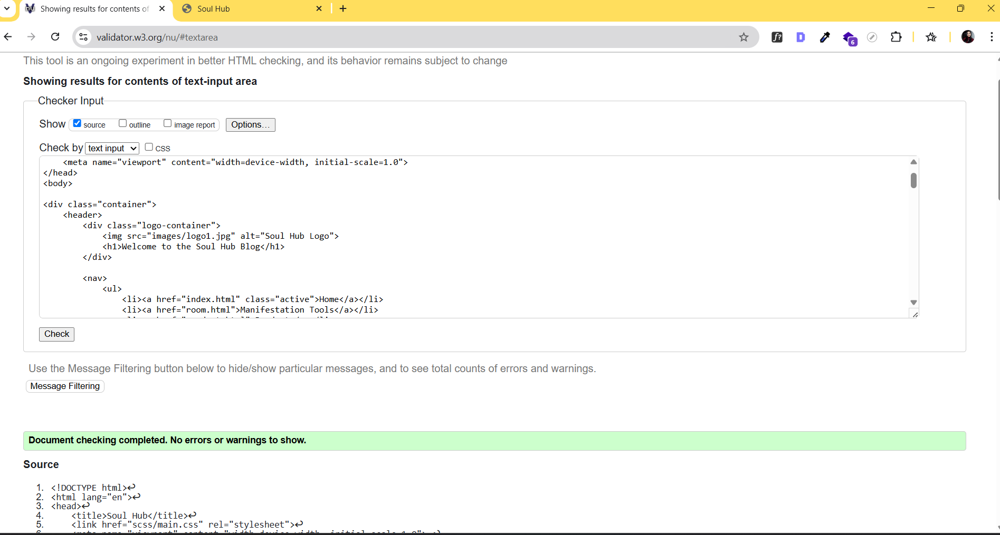 Showing results for contents of
Soul Hub
validator.w3.org/nu/#textarea
6
This tool is an ongoing experiment in better HTML checking, and its behavior remains subject to change
Showing results for contents of text-input area
Checker Input
Show source outline image report Options...
Check by text input CSS
<meta name="viewport" content="width=device-width, initial-scale=1.0">
</head>
<body>
<div class="container">
<header>
<div class="logo-container">
<img src="images/logo1.jpg" alt="Soul Hub Logo">
<h1>Welcome to the Soul Hub Blog</h1>
</div>
<nav>
<ul>
<li><a href="index.html" class="active">Home</a></li>
<li><a href="room.html">Manifestation Tools</a></li>
Check
Use the Message Filtering button below to hide/show particular messages, and to see total counts of errors and warnings.
Message Filtering
Document checking completed. No errors or warnings to show.
Source
1. <!DOCTYPE html>↩
2. <html lang="en">↩
3. <head>↩
4. <title>Soul Hub</title>↩
5. <link href="scss/main.css" rel="stylesheet">↩